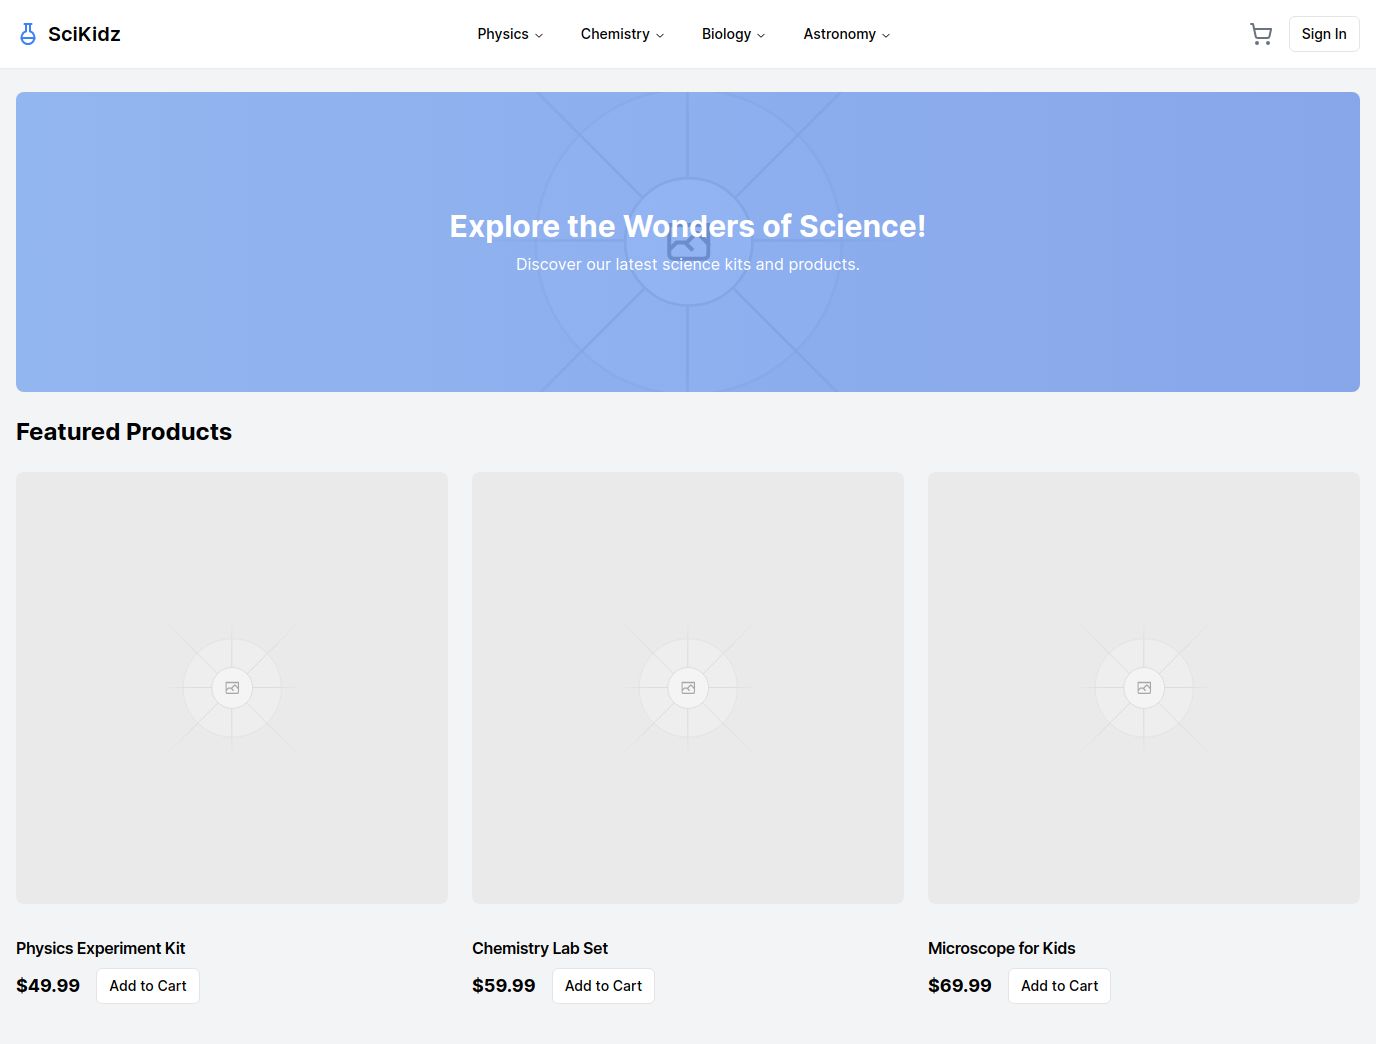 SciKidz
Physics
Chemistry
Biology
Astronomy
Sign In
Explore the Wonders of Science!
Discover our latest science kits and products.
Featured Products
Physics Experiment Kit
$49.99
Add to Cart
Chemistry Lab Set
$59.99
Add to Cart
Microscope for Kids
$69.99
Add to Cart